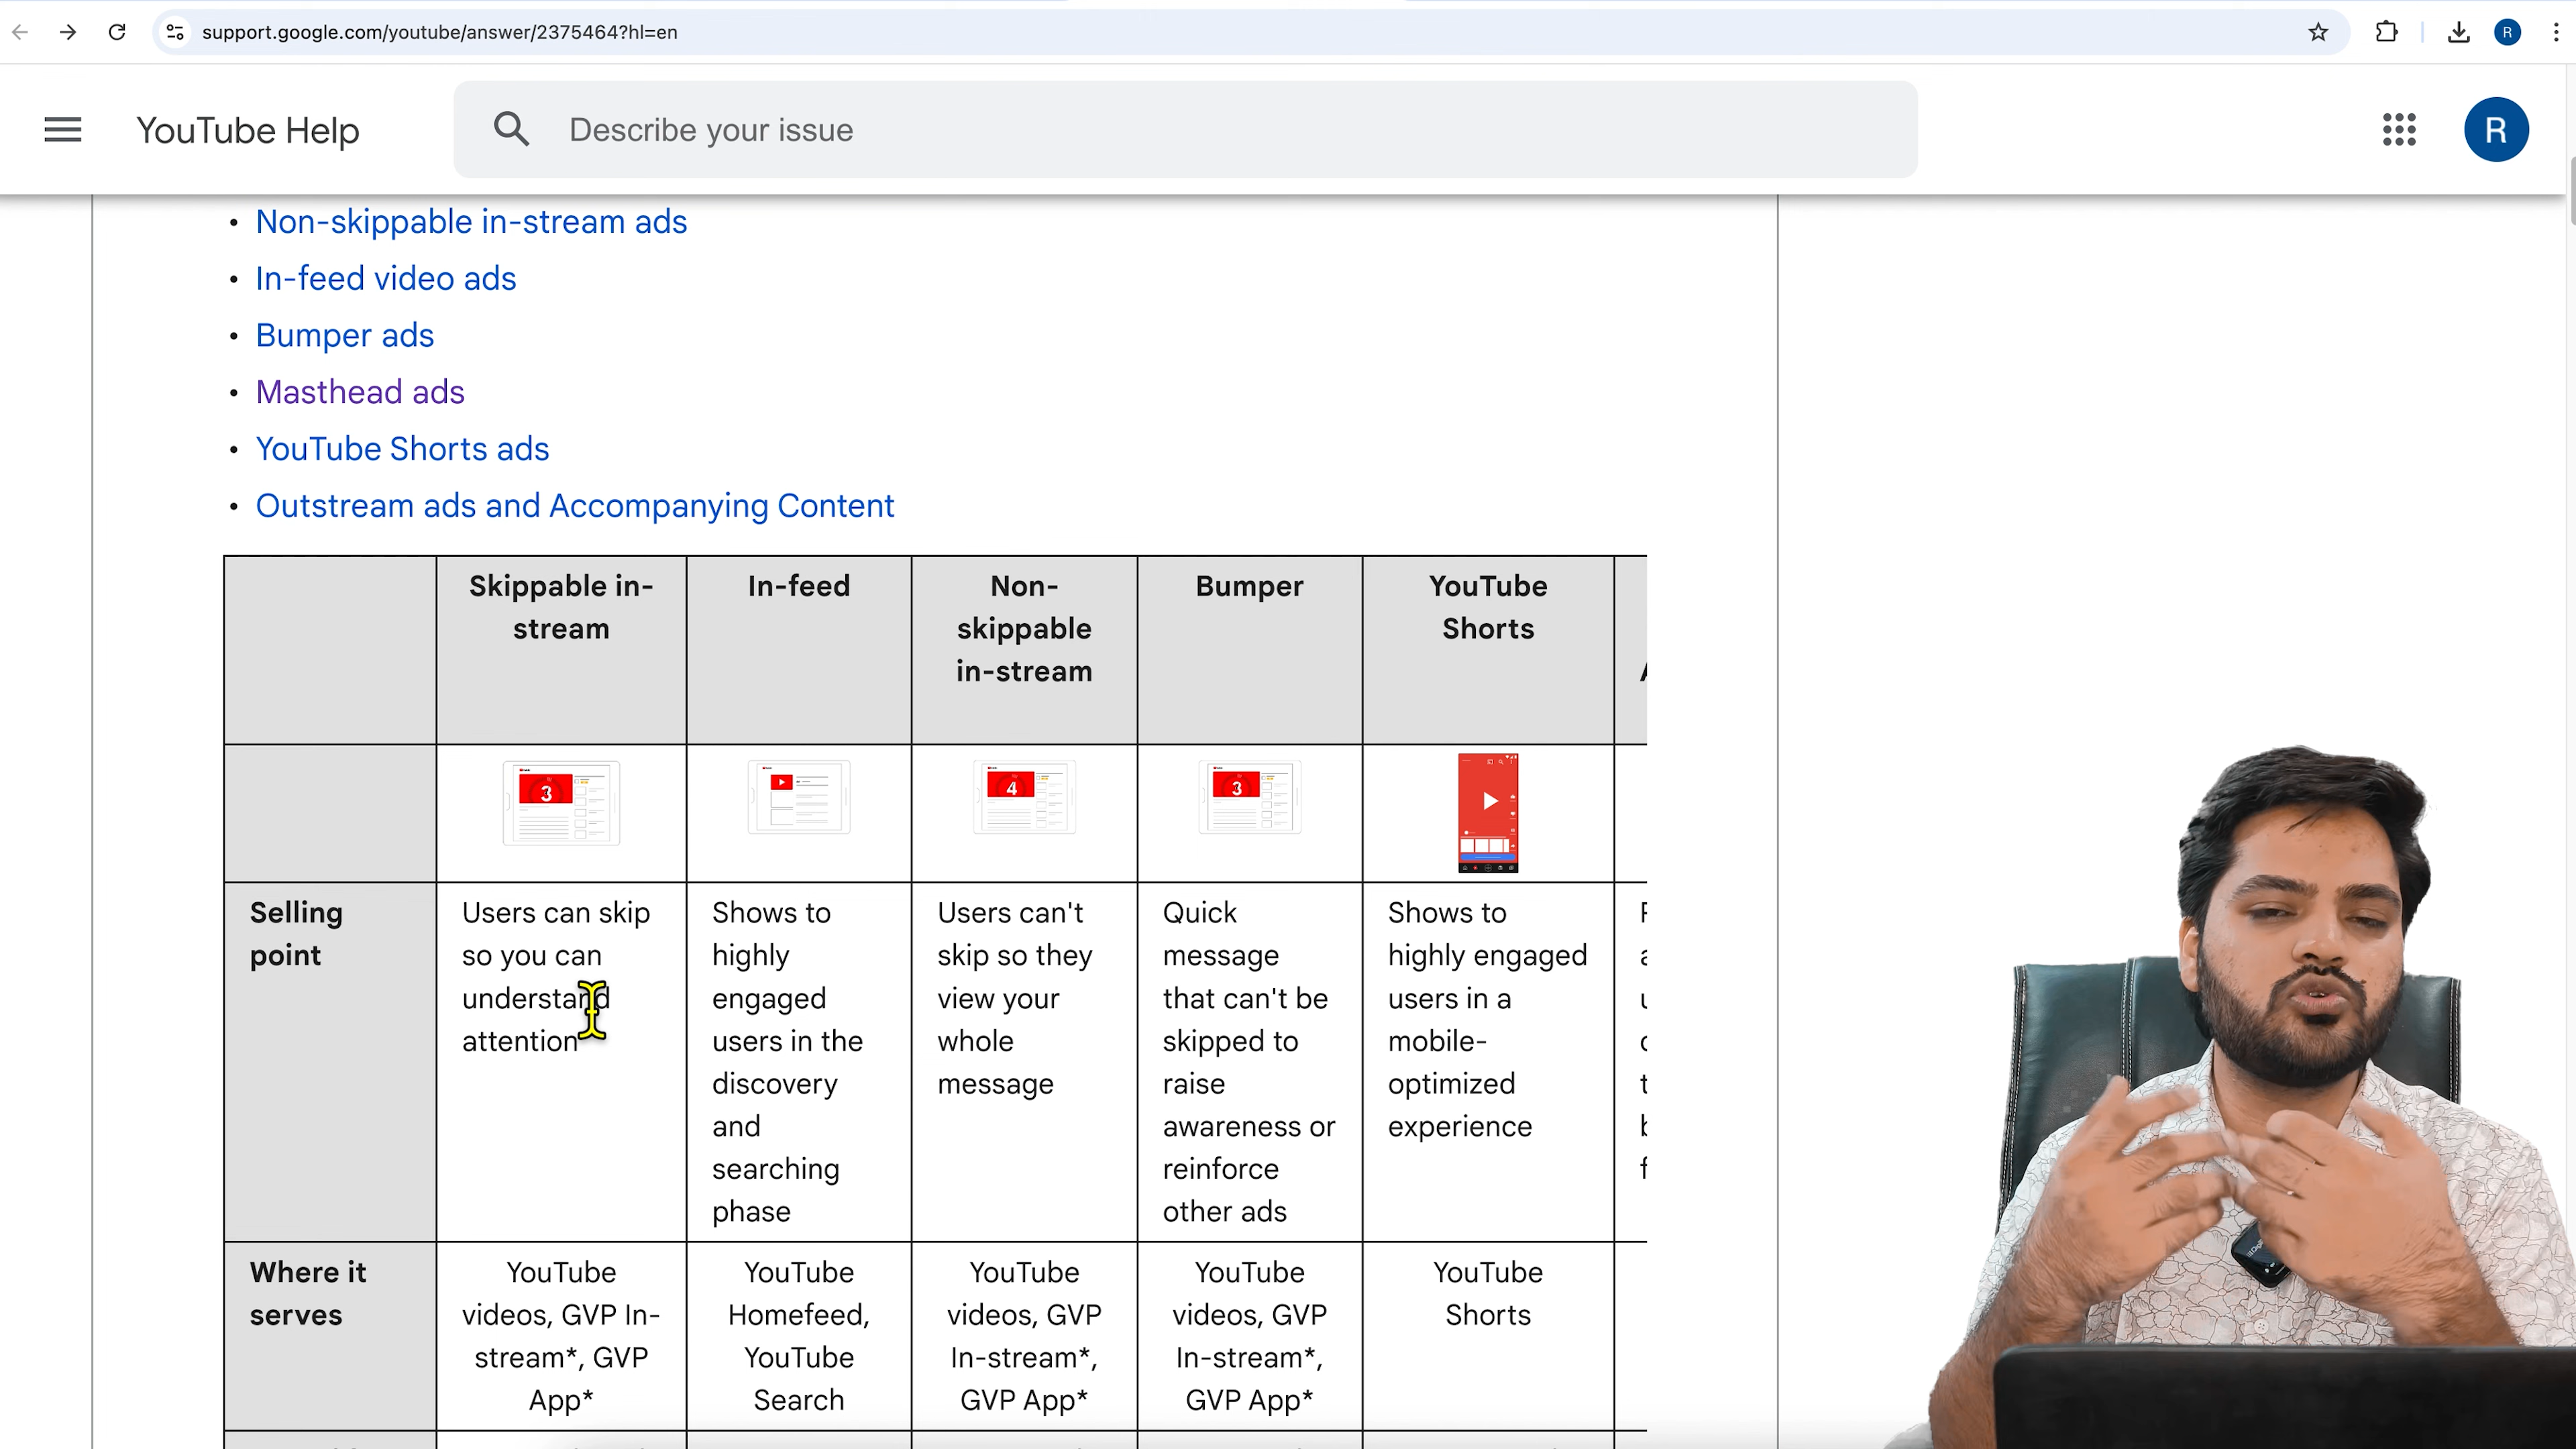 support.google.com/youtube/answer/2375464?hl=en
R
YouTube Help
Describe your issue
R
• Non-skippable in-stream ads
• In-feed video ads
• Bumper ads
• Masthead ads
• YouTube Shorts ads
• Outstream ads and Accompanying Content
Skippable in-
stream
In-feed
Non-
skippable
in-stream
Bumper
YouTube
Shorts
3
4
3
Selling
point
Users can skip
so you can
understand
attention
Shows to
highly
engaged
users in the
discovery
and
searching
phase
Users can't
skip so they
view your
whole
message
Quick
message
that can't be
skipped to
raise
awareness or
reinforce
other ads
Shows to
highly engaged
users in a
mobile-
optimized
experience
Where it
serves
YouTube
videos, GVP In-
stream*, GVP
App*
YouTube
Homefeed,
YouTube
Search
YouTube
videos, GVP
In-stream*,
GVP App*
YouTube
videos, GVP
In-stream*,
GVP App*
YouTube
Shorts